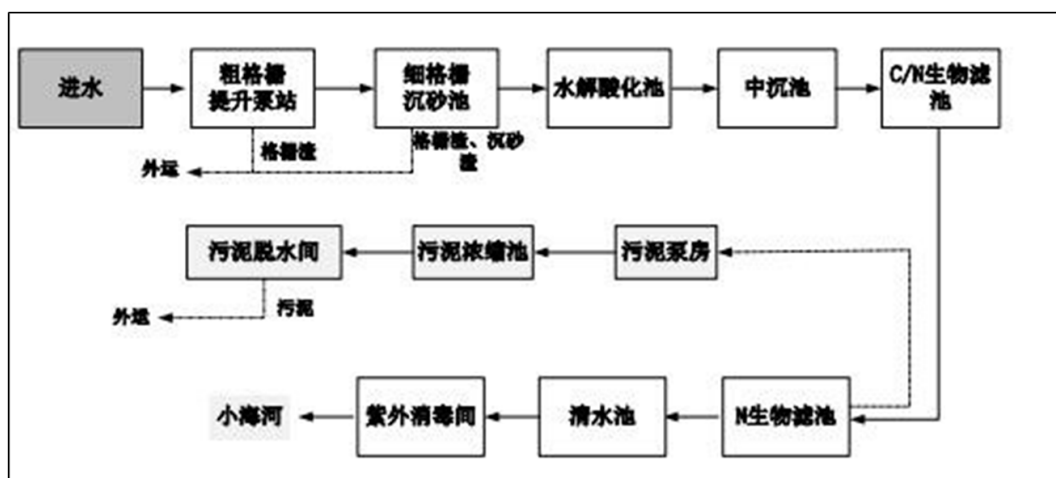 进水
粗格栅
提升泵站
细格栅
沉砂池
水解酸化池
中沉池
C/N生物滤
池
格栅渣
格栅渣、沉砂
渣
外运
污泥脱水间
污泥浓缩池
污泥泵房
污泥
外运
小海河
紫外消毒间
清水池
N生物滤池